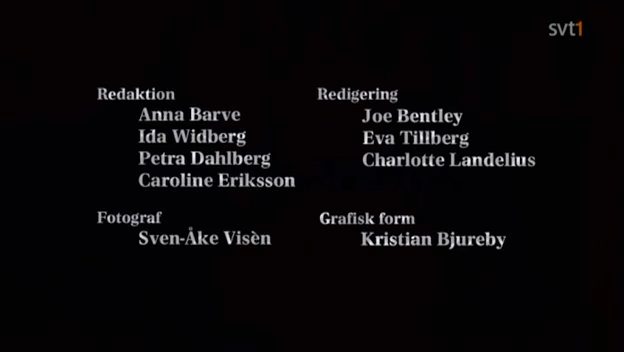 svt1
Redaktion
Anna Barve
Ida Widberg
Petra Dahlberg
Caroline Eriksson
Redigering
Joe Bentley
Eva Tillberg
Charlotte Landelius
Fotograf
Sven-Åke Visèn
Grafisk form
Kristian Bjureby